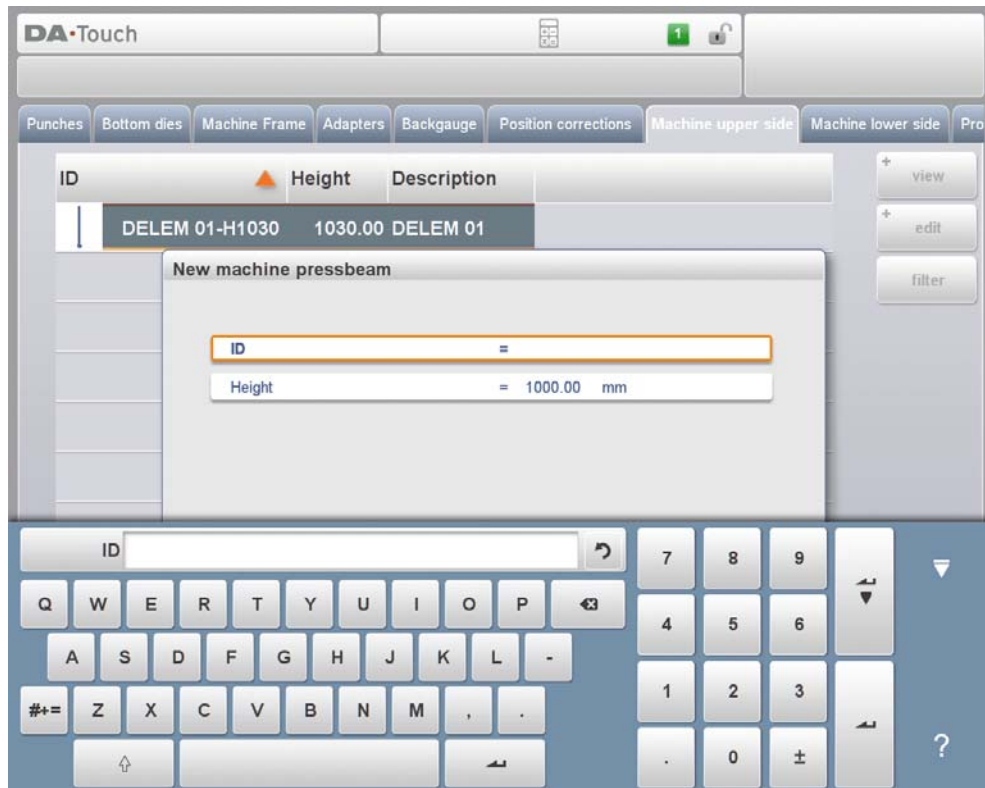 DA·Touch
1
Punches Bottom dies Machine Frame Adapters Backgauge Position corrections Machine upper side Machine lower side Pro
ID Height Description
DELEM 01-H1030 1030.00 DELEM 01
view
edit
filter
New machine pressbeam
ID =
Height = 1000.00 mm
ID
7 8 9
Q W E R T Y U I O P
4 5 6
A S D F G H J K L -
1 2 3
#+= Z X C V B N M , .
. 0 ±
?